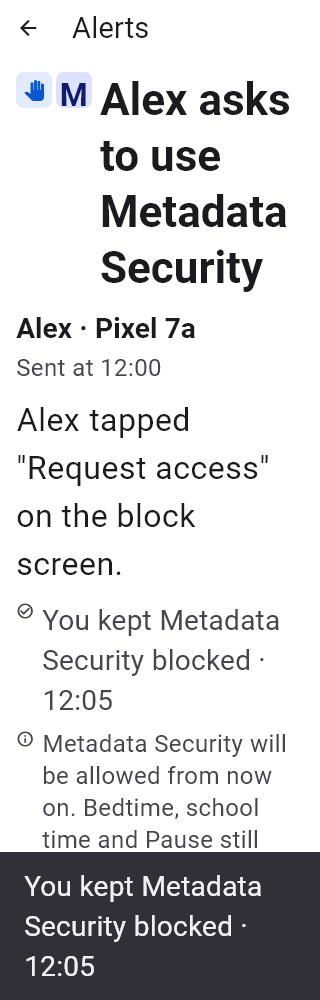 Alerts
M
Alex asks
to use
Metadata
Security
Alex · Pixel 7a
Sent at 12:00
Alex tapped
"Request access"
on the block
screen.
You kept Metadata
Security blocked ·
12:05
Metadata Security will
be allowed from now
on. Bedtime, school
time and Pause still
You kept Metadata
Security blocked ·
12:05